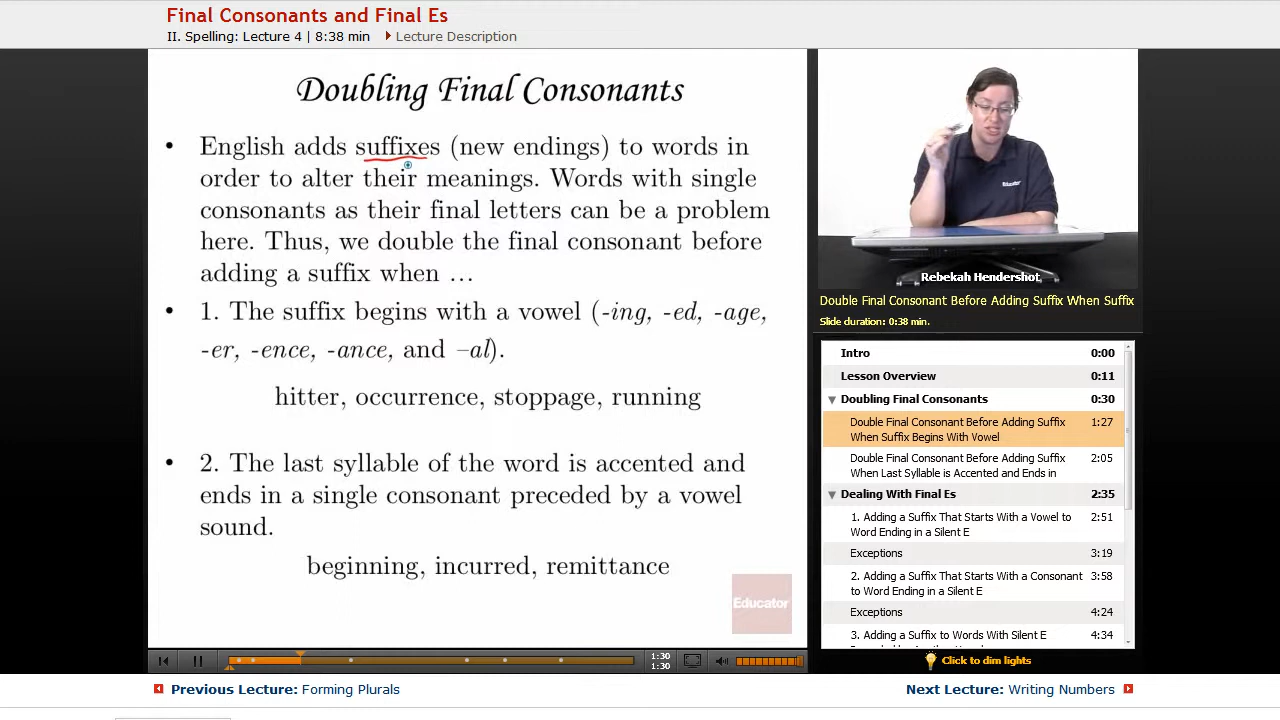 Final Consonants and Final Es
II. Spelling: Lecture 4 | 8:38 min
Lecture Description
Doubling Final Consonants
• English adds suffixes (new endings) to words in
order to alter their meanings. Words with single
consonants as their final letters can be a problem
here. Thus, we double the final consonant before
adding a suffix when …
• 1. The suffix begins with a vowel (-ing, -ed, -age,
-er, -ence, -ance, and –al).
hitter, occurrence, stoppage, running
• 2. The last syllable of the word is accented and
ends in a single consonant preceded by a vowel
sound.
beginning, incurred, remittance
Educator
Educator
Rebekah Hendershot
Double Final Consonant Before Adding Suffix When Suffix
Slide duration: 0:38 min.
Intro 0:00
Lesson Overview 0:11
Doubling Final Consonants 0:30
Double Final Consonant Before Adding Suffix 1:27
When Suffix Begins With Vowel
Double Final Consonant Before Adding Suffix 2:05
When Last Syllable is Accented and Ends in
Dealing With Final Es 2:35
1. Adding a Suffix That Starts With a Vowel to 2:51
Word Ending in a Silent E
Exceptions 3:19
2. Adding a Suffix That Starts With a Consonant 3:58
to Word Ending in a Silent E
Exceptions 4:24
3. Adding a Suffix to Words With Silent E 4:34
1:30
1:30
Click to dim lights
Previous Lecture: Forming Plurals
Next Lecture: Writing Numbers